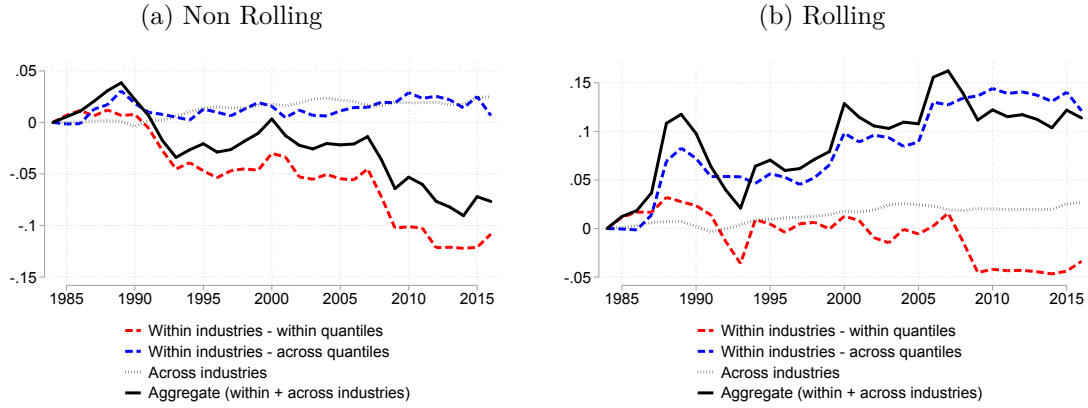 (a) Non Rolling
.05
0
-.05
-.1
-.15
1985 1990 1995 2000 2005 2010 2015
Within industries - within quantiles
Within industries - across quantiles
Across industries
Aggregate (within + across industries)
(b) Rolling
.15
.1
.05
0
-.05
1985 1990 1995 2000 2005 2010 2015
Within industries - within quantiles
Within industries - across quantiles
Across industries
Aggregate (within + across industries)